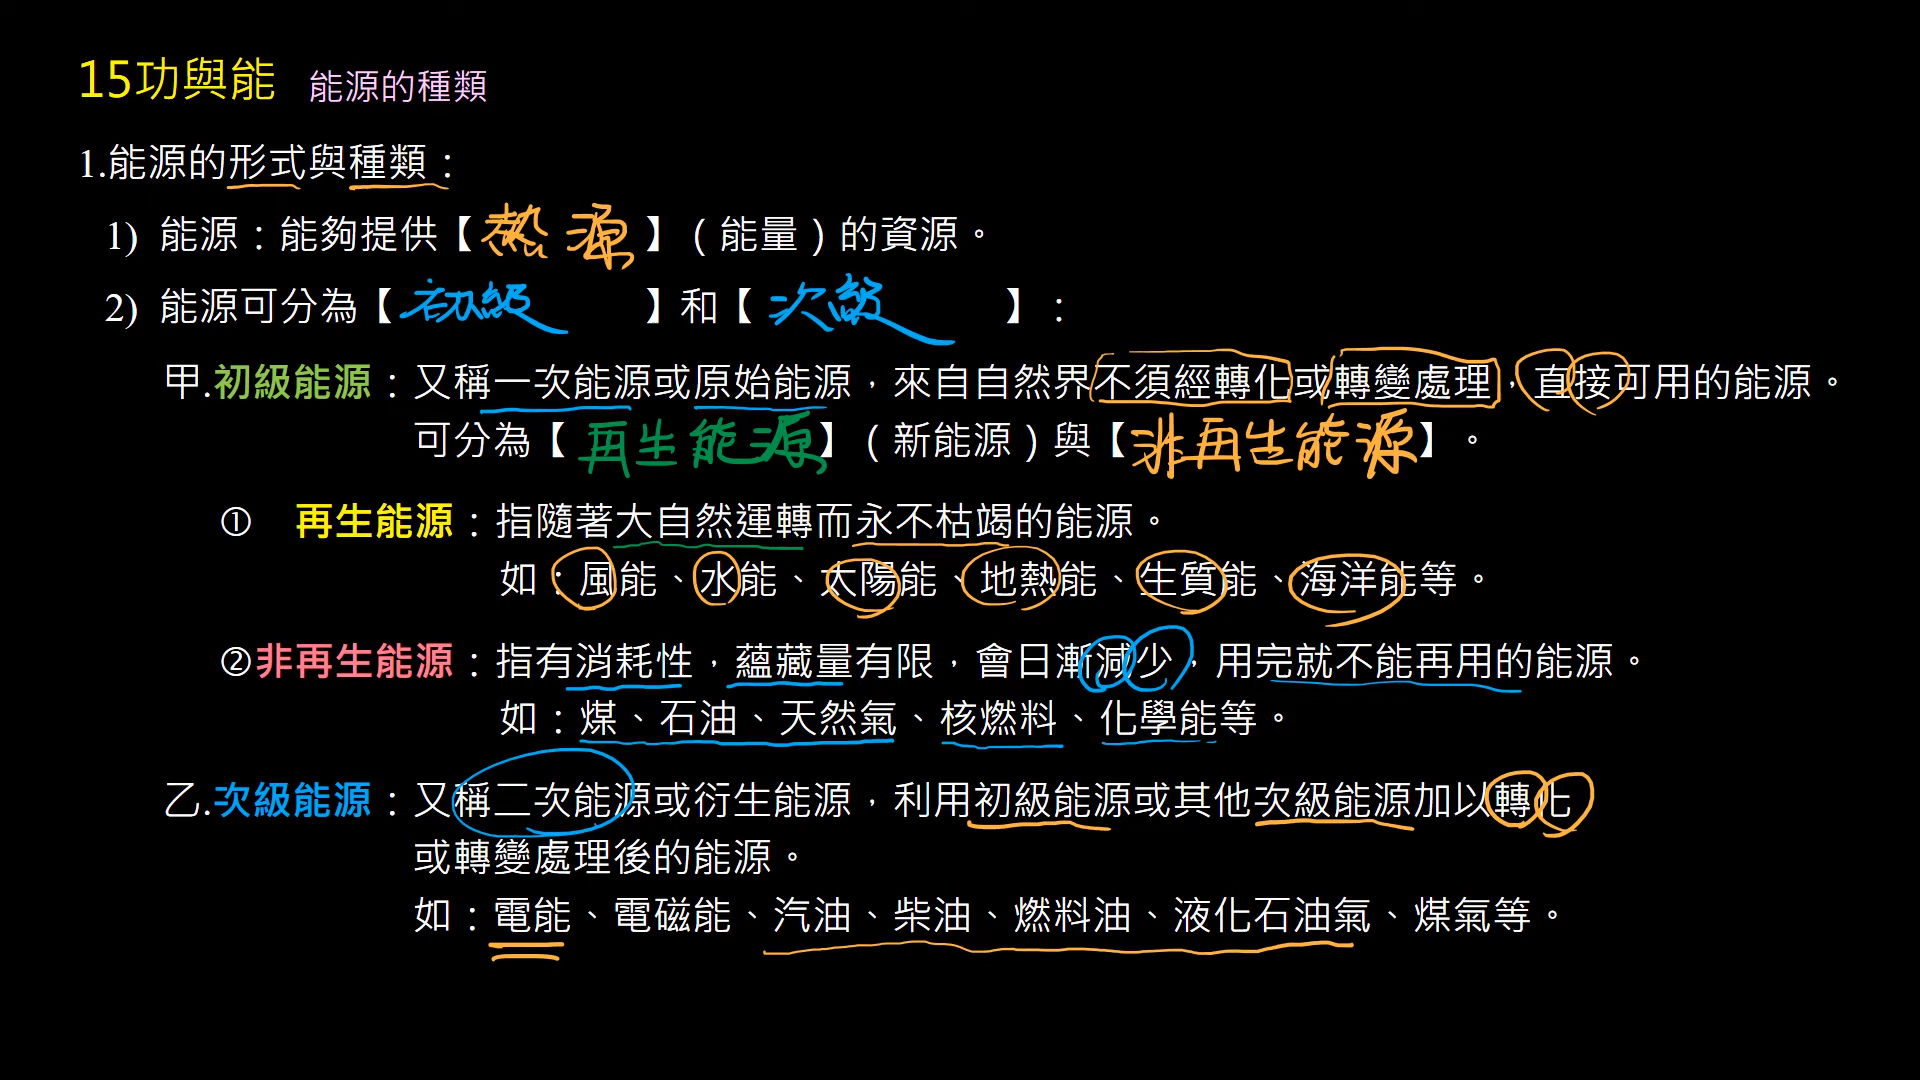 15功與能 能源的種類
1.能源的形式與種類：
1) 能源：能夠提供【熱源】（能量）的資源。
2) 能源可分為【初級】和【次級】：
甲.初級能源：又稱一次能源或原始能源，來自自然界不須經轉化或轉變處理，直接可用的能源。
可分為【再生能源】（新能源）與【非再生能源】。
① 再生能源：指隨著大自然運轉而永不枯竭的能源。
如：風能、水能、太陽能、地熱能、生質能、海洋能等。
②非再生能源：指有消耗性，蘊藏量有限，會日漸減少，用完就不能再用的能源。
如：煤、石油、天然氣、核燃料、化學能等。
乙.次級能源：又稱二次能源或衍生能源，利用初級能源或其他次級能源加以轉化
或轉變處理後的能源。
如：電能、電磁能、汽油、柴油、燃料油、液化石油氣、煤氣等。